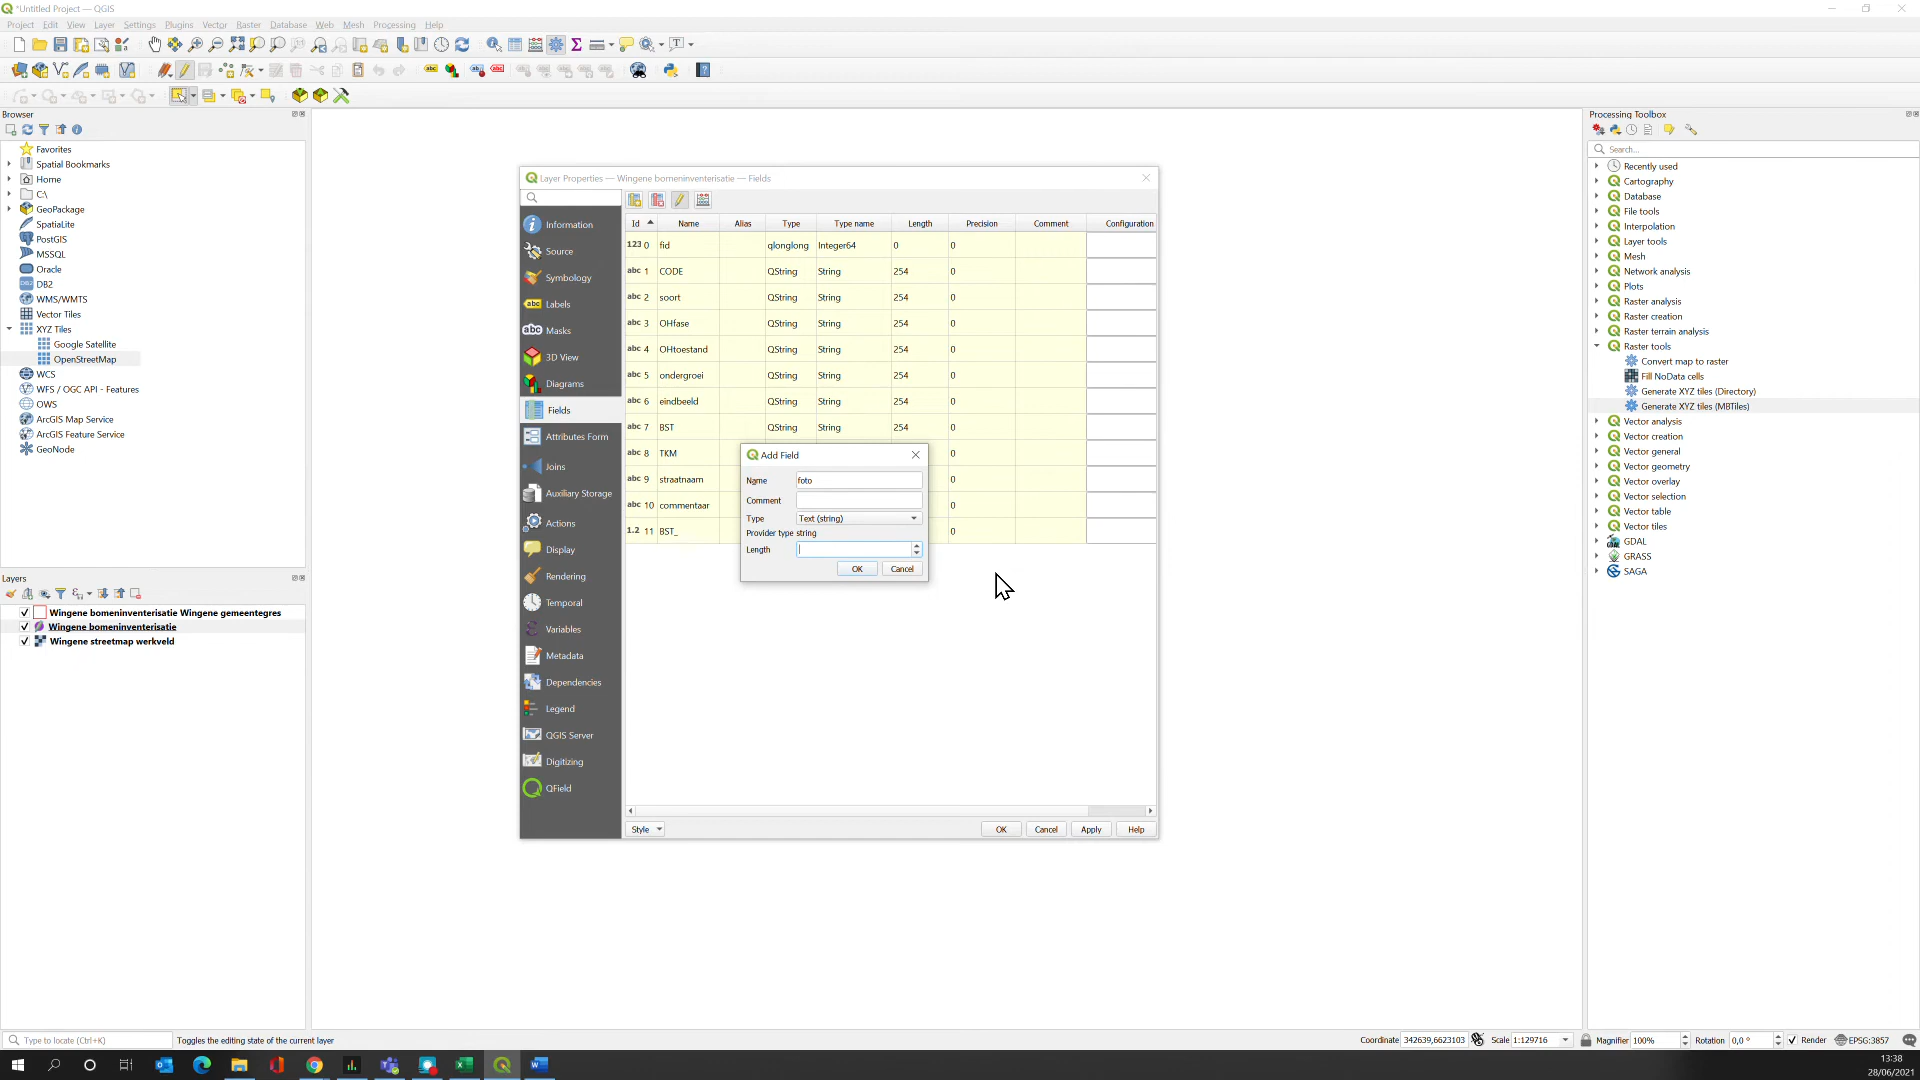 *Untitled Project — QGIS
Project Edit View Layer Settings Plugins Vector Raster Database Web Mesh Processing Help
Browser
Favorites
Spatial Bookmarks
Home
C:\
GeoPackage
SpatiaLite
PostGIS
MSSQL
Oracle
DB2
WMS/WMTS
Vector Tiles
XYZ Tiles
Google Satellite
OpenStreetMap
WCS
WFS / OGC API - Features
OWS
ArcGIS Map Service
ArcGIS Feature Service
GeoNode
Layers
Wingene bomeninventerisatie Wingene gemeentegres
Wingene bomeninventerisatie
Wingene streetmap werkveld
Layer Properties — Wingene bomeninventerisatie — Fields
Information
Source
Symbology
Labels
Masks
3D View
Diagrams
Fields
Attributes Form
Joins
Auxiliary Storage
Actions
Display
Rendering
Temporal
Variables
Metadata
Dependencies
Legend
QGIS Server
Digitizing
QField
Id Name Alias Type Type name Length Precision Comment Configuration
123 0 fid qlonglong Integer64 0 0
abc 1 CODE QString String 254 0
abc 2 soort QString String 254 0
abc 3 OHfase QString String 254 0
abc 4 OHtoestand QString String 254 0
abc 5 ondergroei QString String 254 0
abc 6 eindbeeld QString String 254 0
abc 7 BST QString String 254 0
abc 8 TKM 0
abc 9 straatnaam 0
abc 10 commentaar 0
1.2 11 BST_ 0
Add Field
Name foto
Comment
Type Text (string)
Provider type string
Length
OK Cancel
Style OK Cancel Apply Help
Processing Toolbox
Search...
Recently used
Cartography
Database
File tools
Interpolation
Layer tools
Mesh
Network analysis
Plots
Raster analysis
Raster creation
Raster terrain analysis
Raster tools
Convert map to raster
Fill NoData cells
Generate XYZ tiles (Directory)
Generate XYZ tiles (MBTiles)
Vector analysis
Vector creation
Vector general
Vector geometry
Vector overlay
Vector selection
Vector table
Vector tiles
GDAL
GRASS
SAGA
Type to locate (Ctrl+K) Toggles the editing state of the current layer Coordinate 342639,6623103 Scale 1:129716 Magnifier 100% Rotation 0,0 ° Render EPSG:3857
13:38
28/06/2021